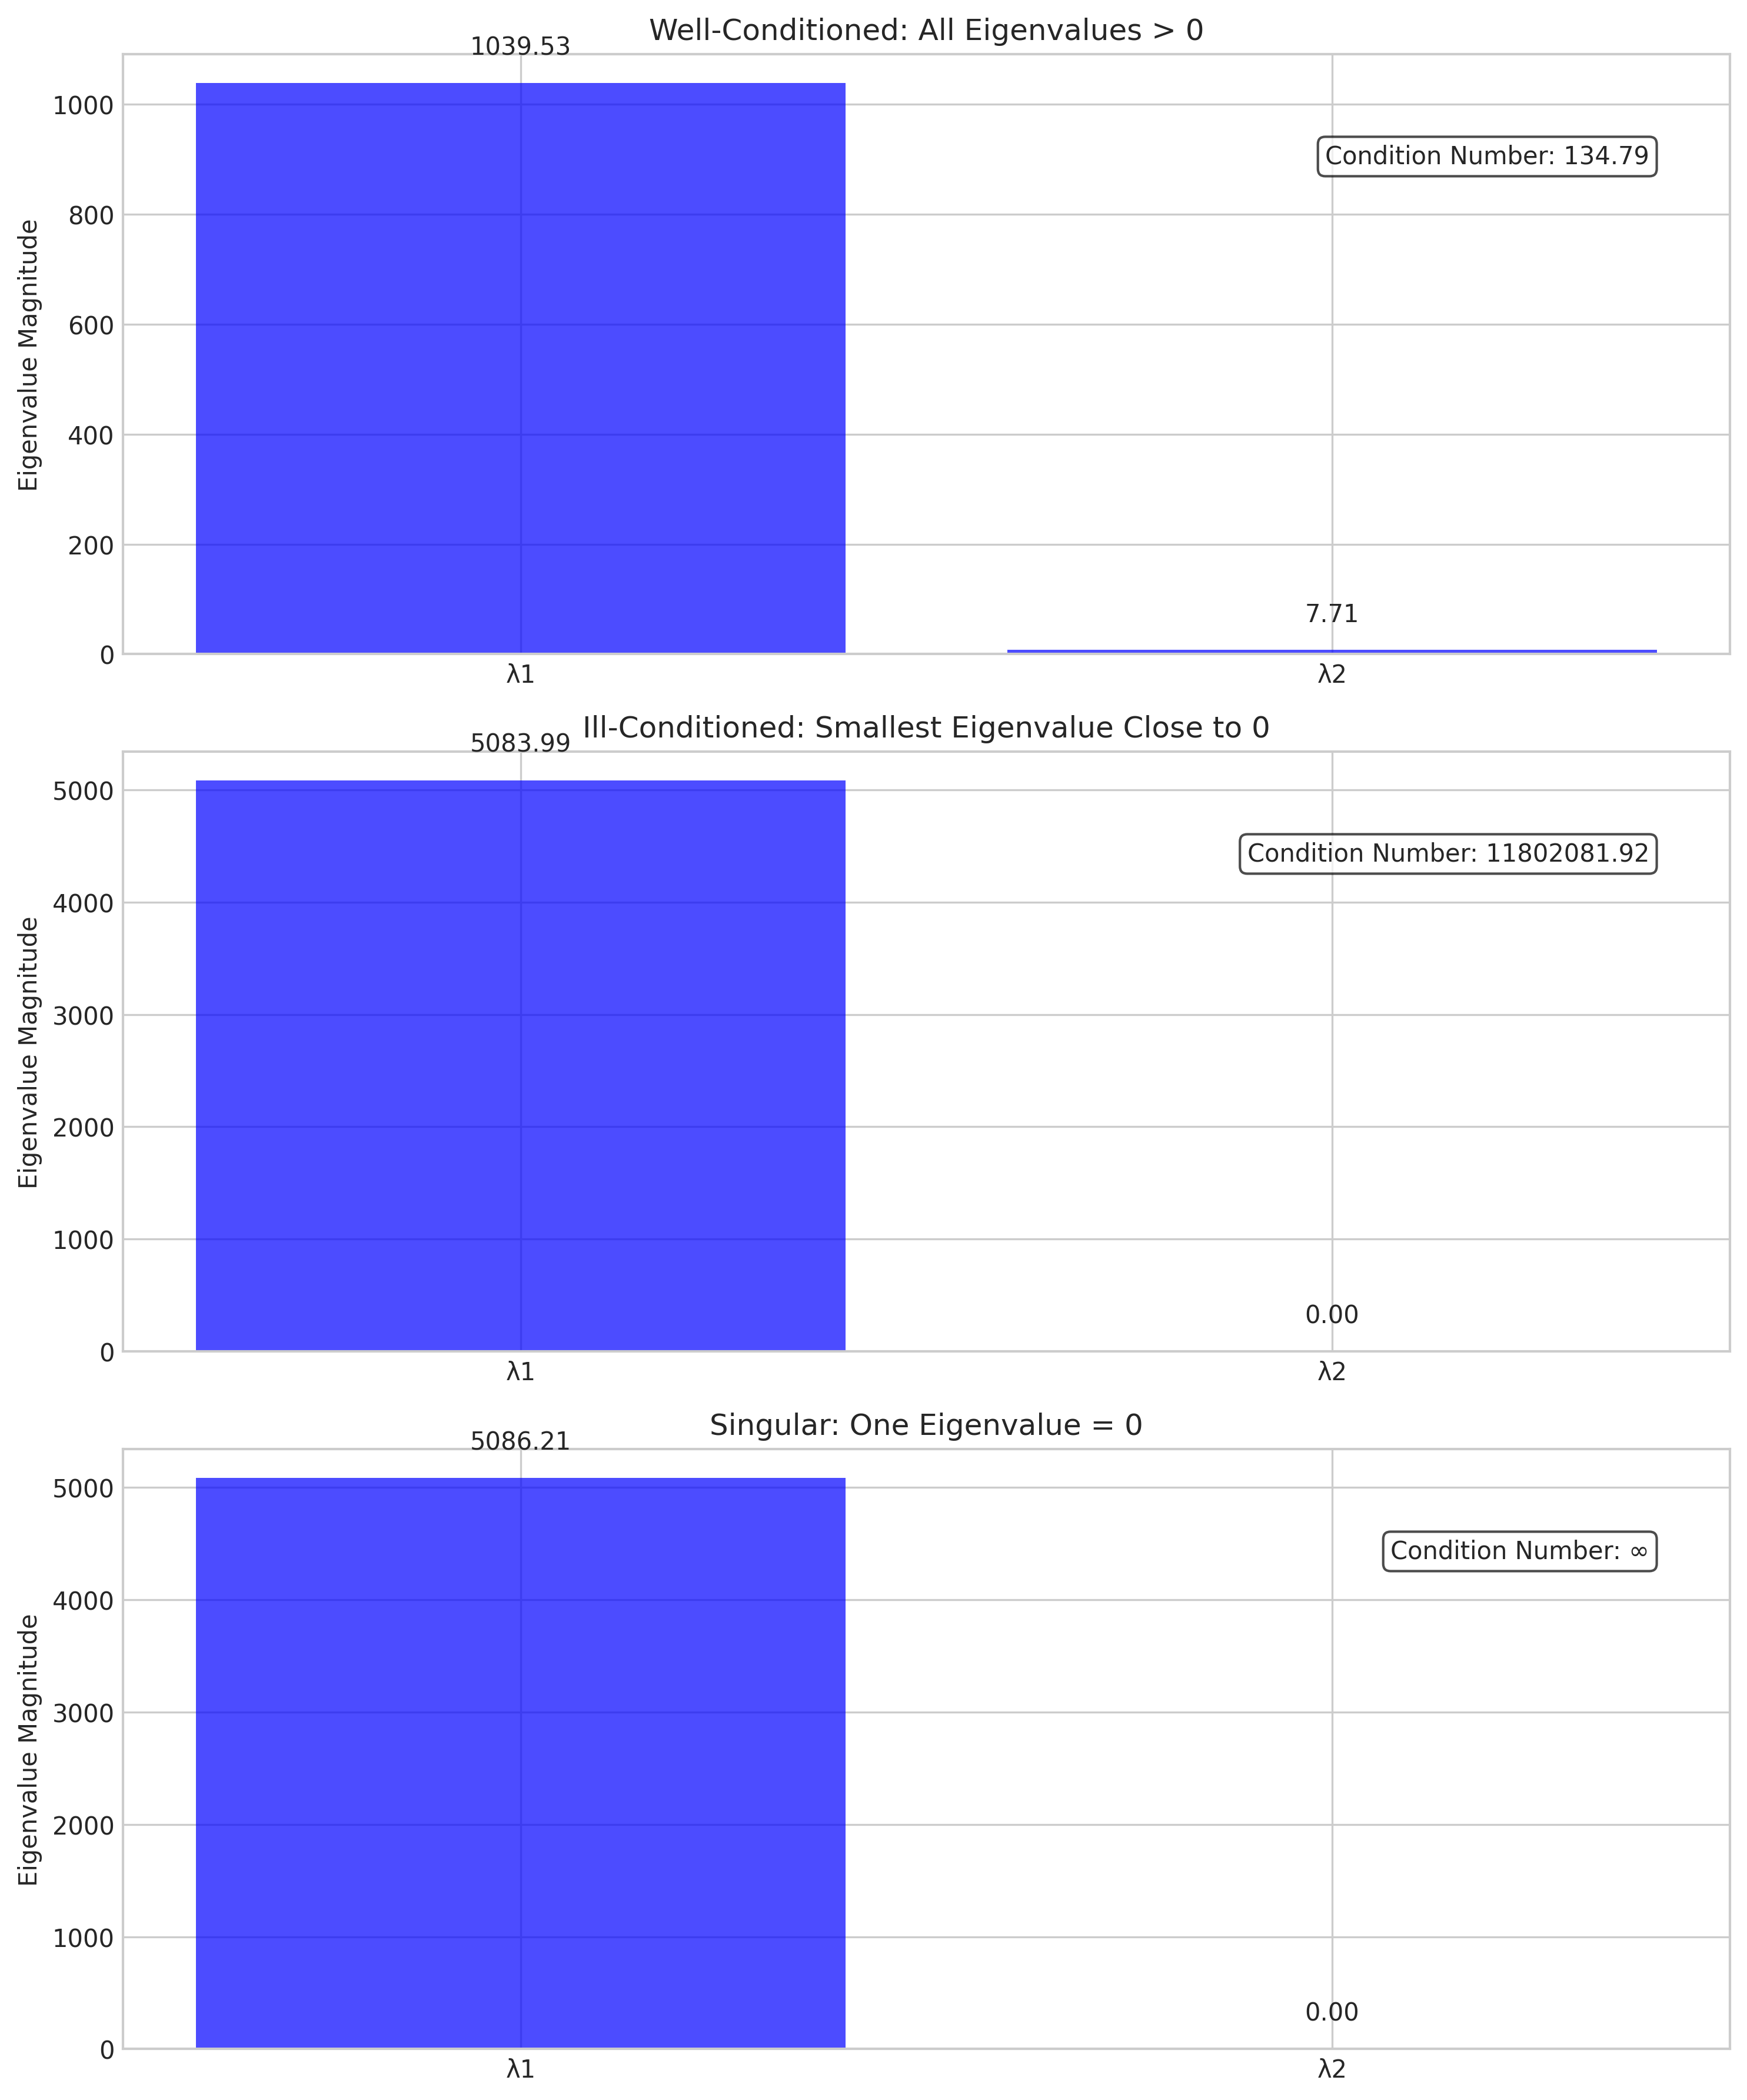 Well-Conditioned: All Eigenvalues > 0
1039.53
1000
Condition Number: 134.79
800
600
Eigenvalue Magnitude
400
200
7.71
0
λ1
λ2
Ill-Conditioned: Smallest Eigenvalue Close to 0
5083.99
5000
Condition Number: 11802081.92
4000
3000
Eigenvalue Magnitude
2000
1000
0.00
0
λ1
λ2
Singular: One Eigenvalue = 0
5086.21
5000
Condition Number: ∞
4000
3000
Eigenvalue Magnitude
2000
1000
0.00
0
λ1
λ2